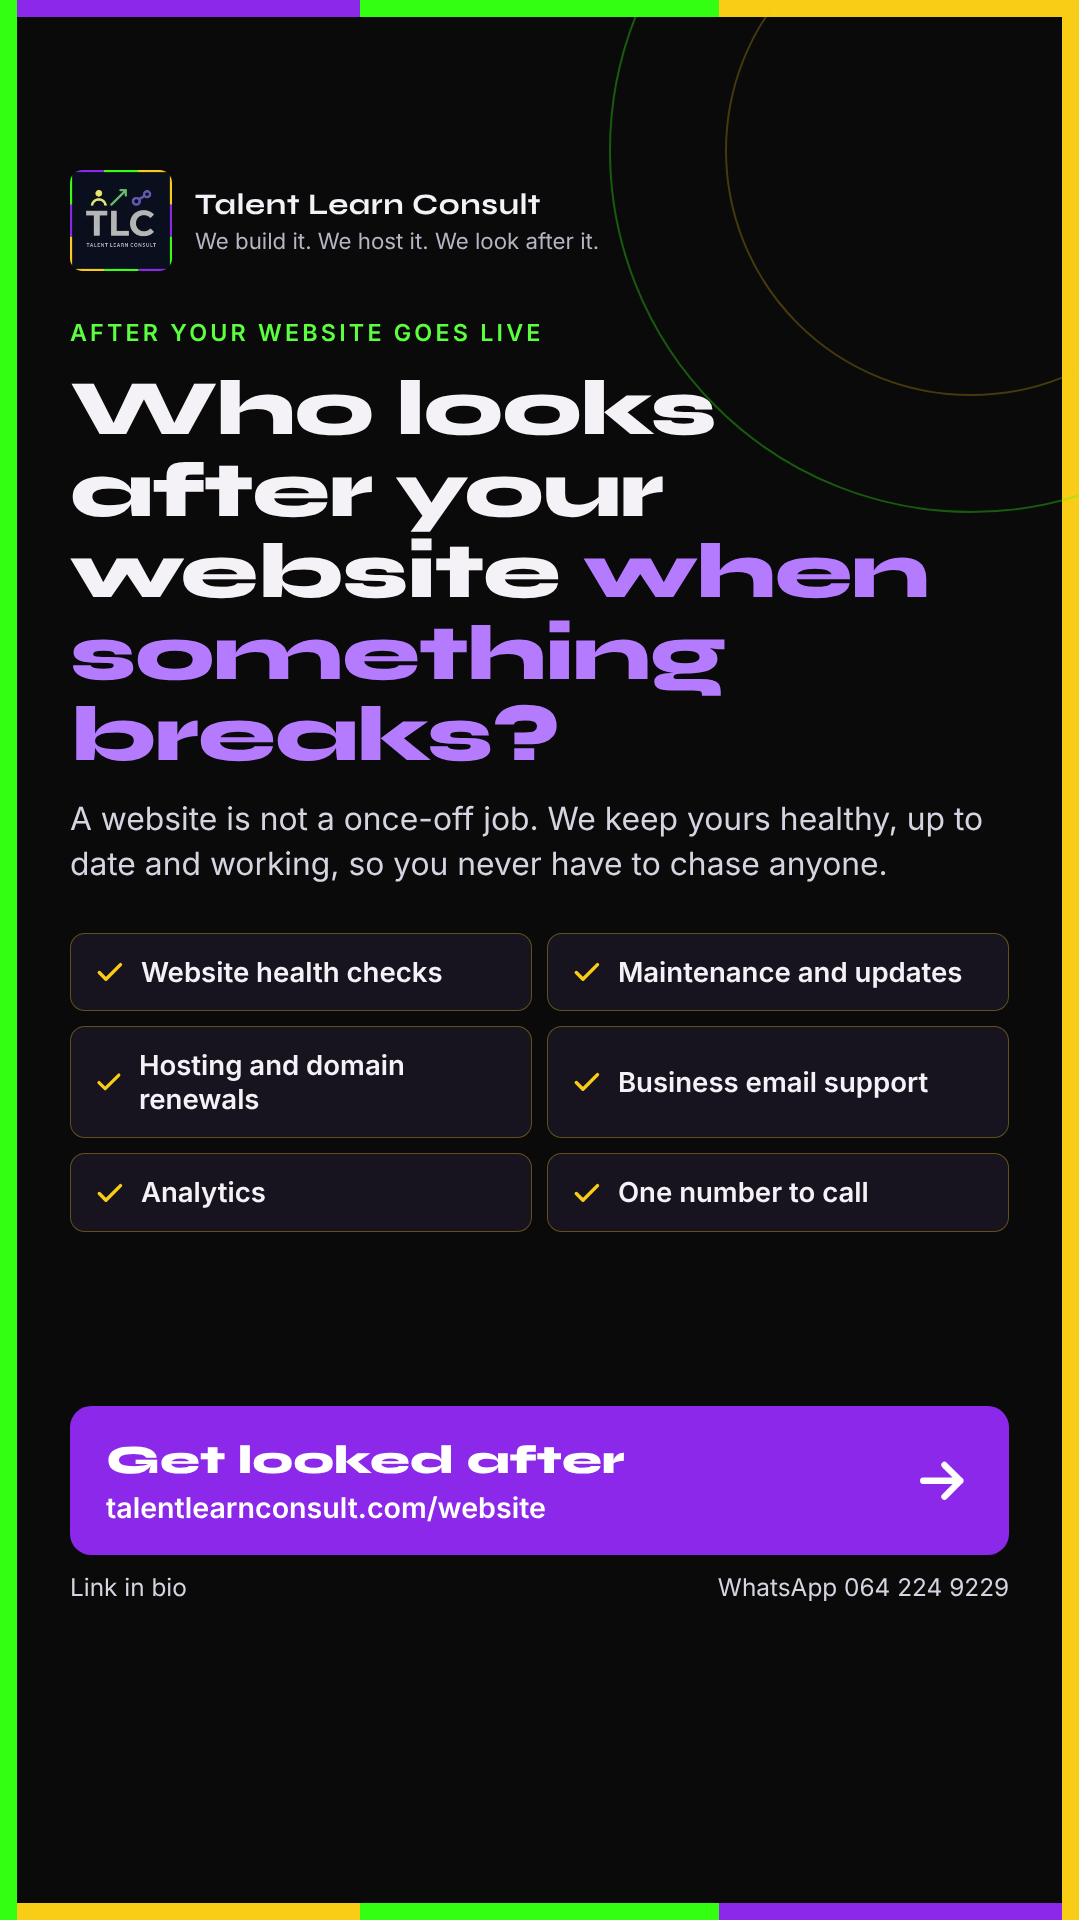 TLC
TALENT LEARN CONSULT
Talent Learn Consult
We build it. We host it. We look after it.
AFTER YOUR WEBSITE GOES LIVE
Who looks
after your
website when
something
breaks?
A website is not a once-off job. We keep yours healthy, up to
date and working, so you never have to chase anyone.
Website health checks
Maintenance and updates
Hosting and domain
renewals
Business email support
Analytics
One number to call
Get looked after
talentlearnconsult.com/website
Link in bio
WhatsApp 064 224 9229